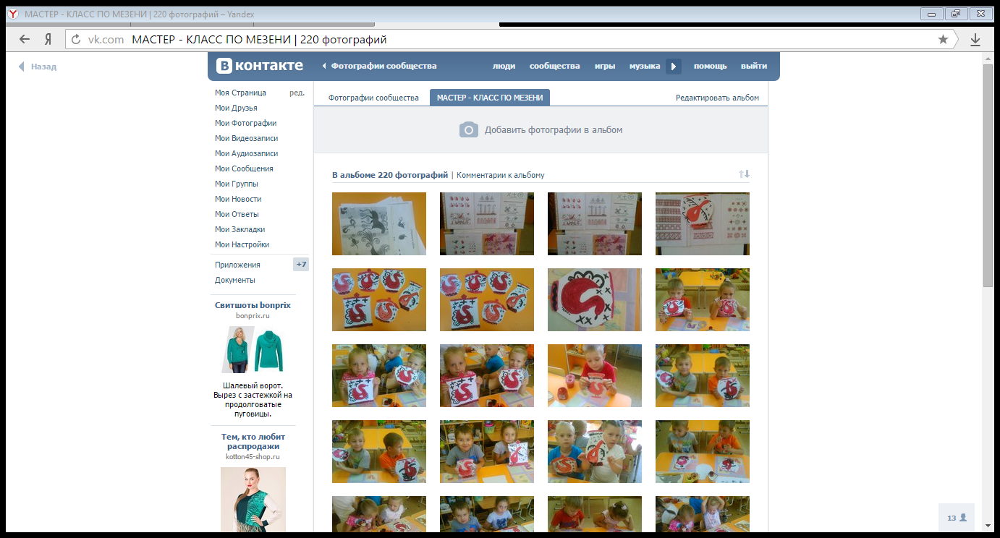 МАСТЕР - КЛАСС ПО МЕЗЕНИ | 220 фотографий – Yandex
Я vk.com МАСТЕР - КЛАСС ПО МЕЗЕНИ | 220 фотографий
Назад
В контакте Фотографии сообщества люди сообщества игры музыка помощь выйти
Моя Страница ред.
Мои Друзья
Мои Фотографии
Мои Видеозаписи
Мои Аудиозаписи
Мои Сообщения
Мои Группы
Мои Новости
Мои Ответы
Мои Закладки
Мои Настройки
Приложения +7
Документы
Свитшоты bonprix
bonprix.ru
Шалевый ворот.
Вырез с застежкой на
продолговатые
пуговицы.
Тем, кто любит
распродажи
kotton45-shop.ru
Фотографии сообщества МАСТЕР - КЛАСС ПО МЕЗЕНИ Редактировать альбом
Добавить фотографии в альбом
В альбоме 220 фотографий | Комментарии к альбому
13